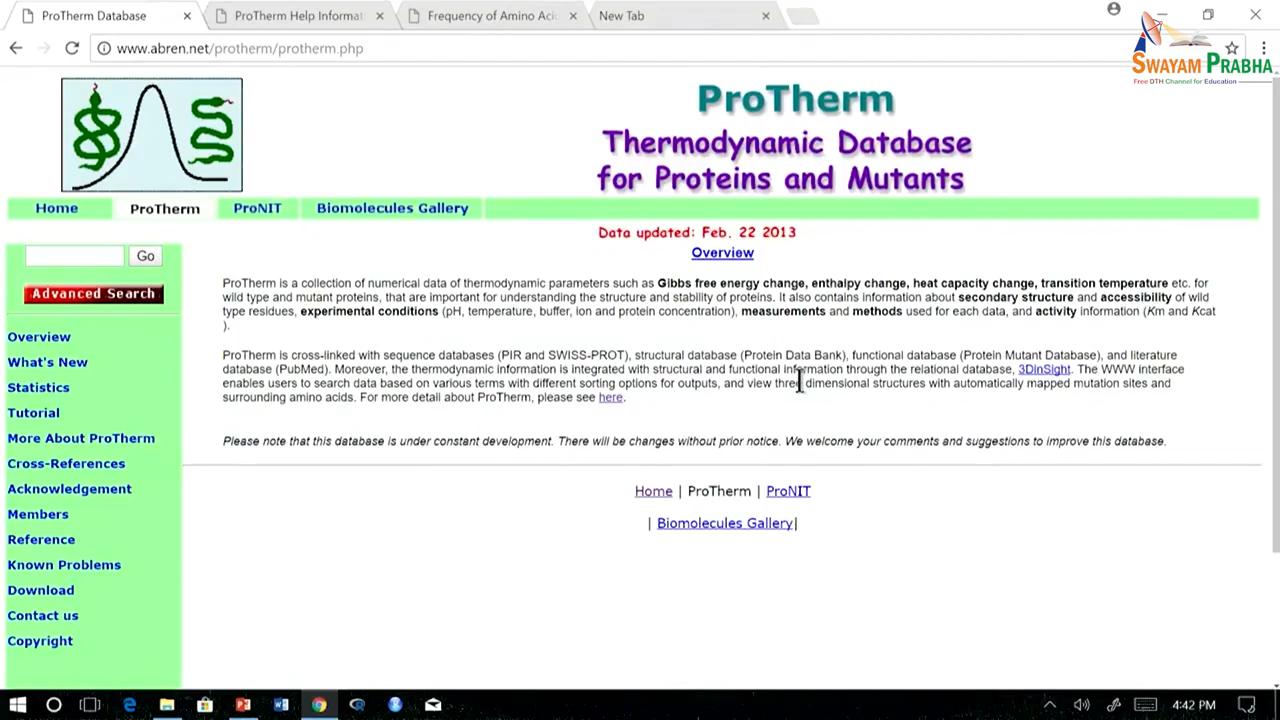 ProTherm Database
ProTherm Help Informat
Frequency of Amino Aci
New Tab
www.abren.net/protherm/protherm.php
SWAYAM PRABHA
Free DTH Channel for Education
ProTherm
Thermodynamic Database
for Proteins and Mutants
Home ProTherm ProNIT Biomolecules Gallery
Data updated: Feb. 22 2013
Overview
Go
Advanced Search
Overview
What's New
Statistics
Tutorial
More About ProTherm
Cross-References
Acknowledgement
Members
Reference
Known Problems
Download
Contact us
Copyright
ProTherm is a collection of numerical data of thermodynamic parameters such as Gibbs free energy change, enthalpy change, heat capacity change, transition temperature etc. for
wild type and mutant proteins, that are important for understanding the structure and stability of proteins. It also contains information about secondary structure and accessibility of wild
type residues, experimental conditions (pH, temperature, buffer, ion and protein concentration), measurements and methods used for each data, and activity information (Km and Kcat
).
ProTherm is cross-linked with sequence databases (PIR and SWISS-PROT), structural database (Protein Data Bank), functional database (Protein Mutant Database), and literature
database (PubMed). Moreover, the thermodynamic information is integrated with structural and functional information through the relational database, 3DinSight. The WWW interface
enables users to search data based on various terms with different sorting options for outputs, and view three dimensional structures with automatically mapped mutation sites and
surrounding amino acids. For more detail about ProTherm, please see here.
Please note that this database is under constant development. There will be changes without prior notice. We welcome your comments and suggestions to improve this database.
Home | ProTherm | ProNIT
| Biomolecules Gallery|
4:42 PM